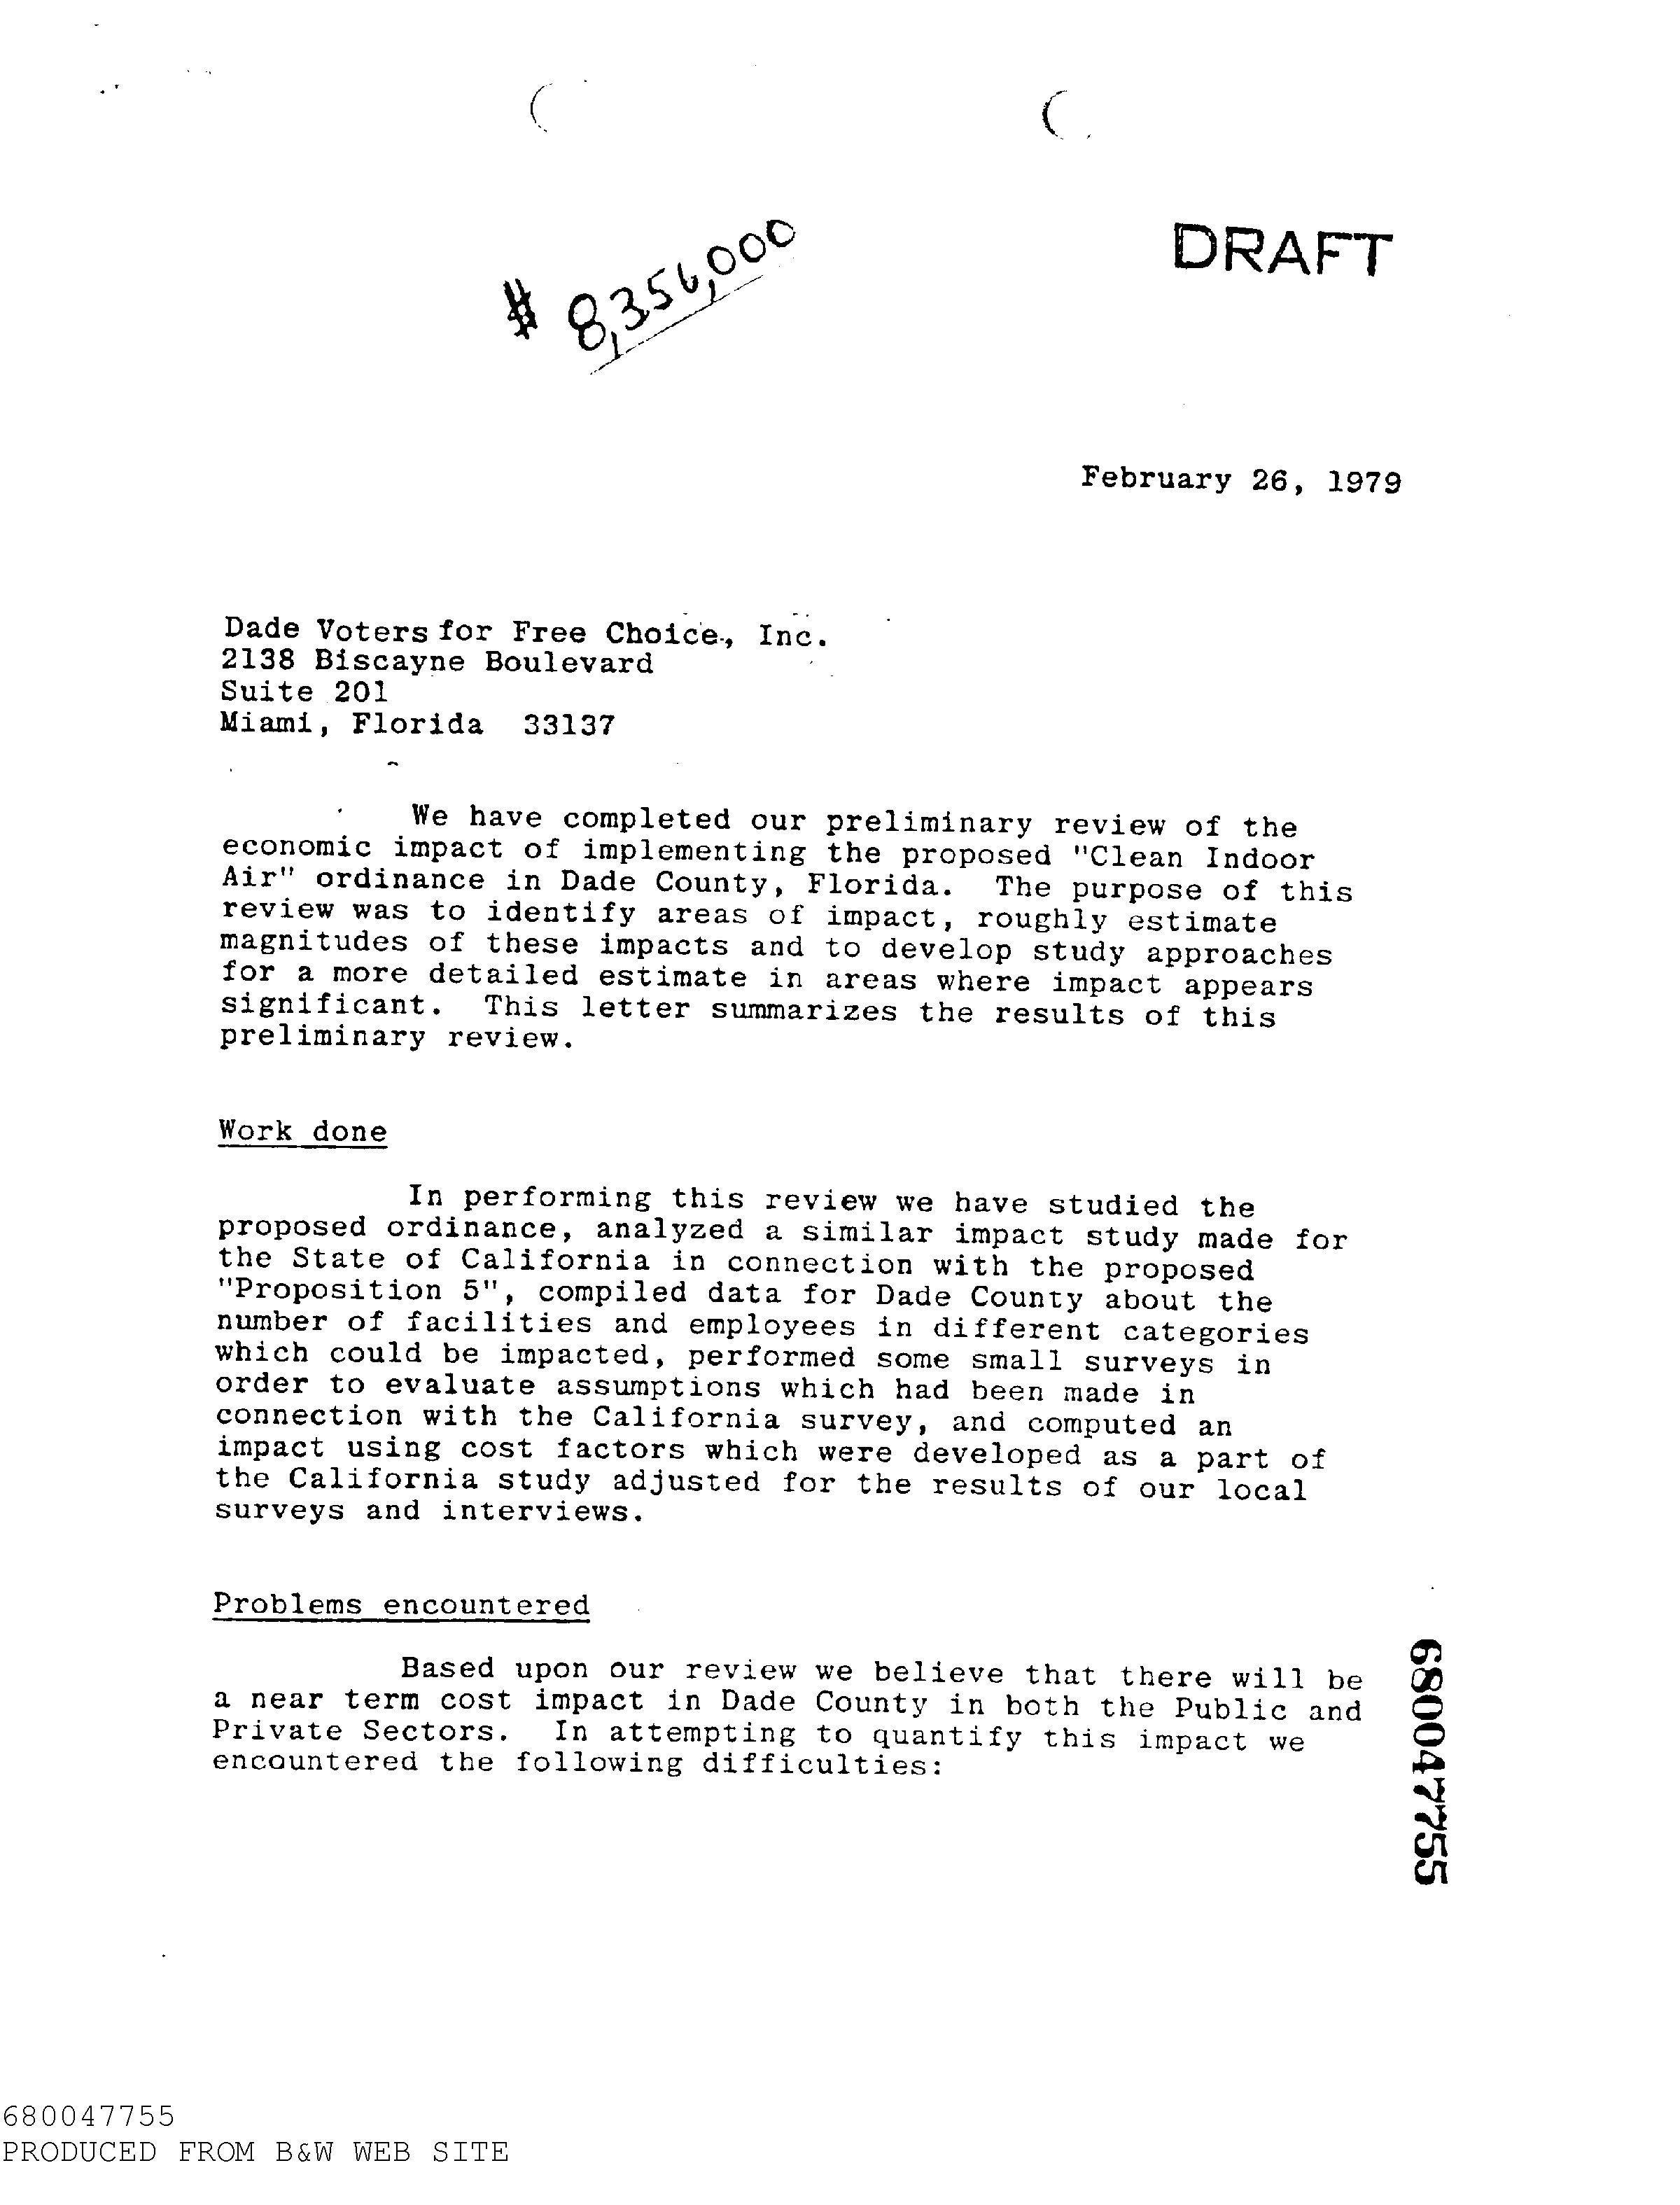 $ 8,356,000
DRAFT
February 26, 1979
Dade Voters for Free Choice, Inc.
2138 Biscayne Boulevard
Suite 201
Miami, Florida 33137
We have completed our preliminary review of the
economic impact of implementing the proposed "Clean Indoor
Air" ordinance in Dade County, Florida. The purpose of this
review was to identify areas of impact, roughly estimate
magnitudes of these impacts and to develop study approaches
for a more detailed estimate in areas where impact appears
significant. This letter summarizes the results of this
preliminary review.
Work done
In performing this review we have studied the
proposed ordinance, analyzed a similar impact study made for
the State of California in connection with the proposed
"Proposition 5", compiled data for Dade County about the
number of facilities and employees in different categories
which could be impacted, performed some small surveys in
order to evaluate assumptions which had been made in
connection with the California survey, and computed an
impact using cost factors which were developed as a part of
the California study adjusted for the results of our local
surveys and interviews.
Problems encountered
Based upon our review we believe that there will be
a near term cost impact in Dade County in both the Public and
Private Sectors. In attempting to quantify this impact we
encountered the following difficulties:
680047755
680047755
PRODUCED FROM B&W WEB SITE